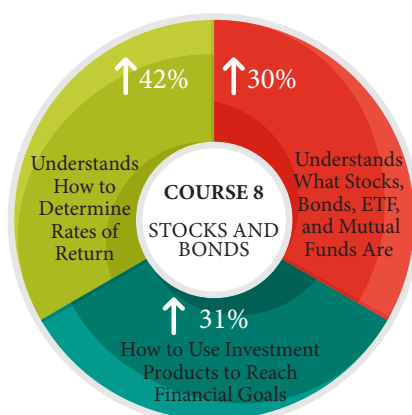 42%
Understands
How to
Determine
Rates of
Return
30%
Understands
What Stocks,
Bonds, ETF,
and Mutual
Funds Are
COURSE 8
STOCKS AND
BONDS
31%
How to Use Investment
Products to Reach
Financial Goals